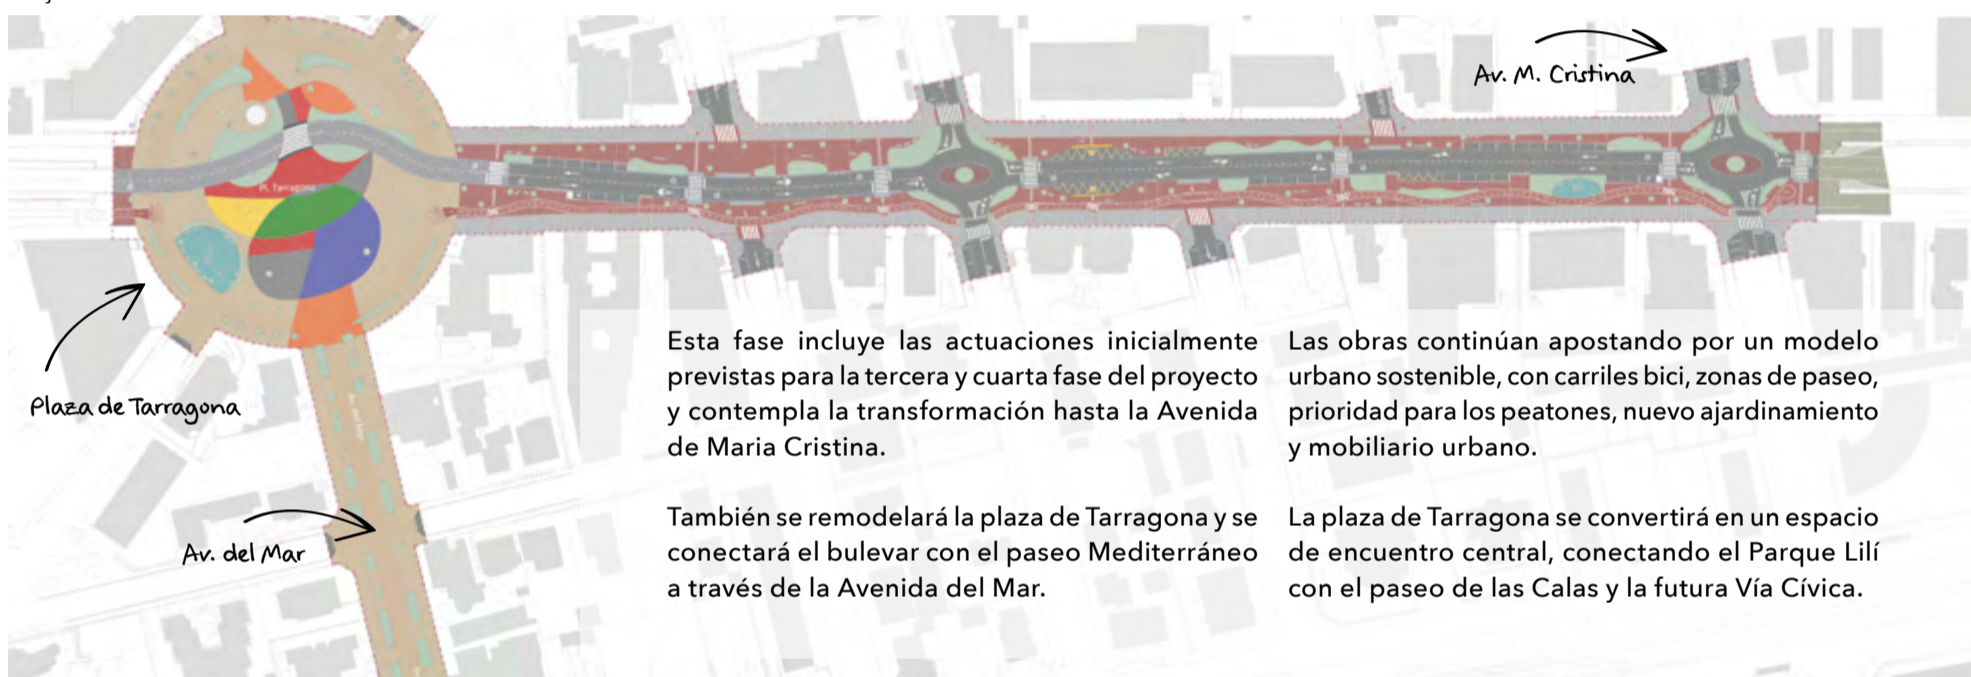 Av. M. Cristina
Pl. Tarragona
Plaza de Tarragona
Av. del Mar
Esta fase incluye las actuaciones inicialmente
previstas para la tercera y cuarta fase del proyecto
y contempla la transformación hasta la Avenida
de Maria Cristina.
También se remodelará la plaza de Tarragona y se
conectará el bulevar con el paseo Mediterráneo
a través de la Avenida del Mar.
Las obras continúan apostando por un modelo
urbano sostenible, con carriles bici, zonas de paseo,
prioridad para los peatones, nuevo ajardinamiento
y mobiliario urbano.
La plaza de Tarragona se convertirá en un espacio
de encuentro central, conectando el Parque Lilí
con el paseo de las Calas y la futura Vía Cívica.